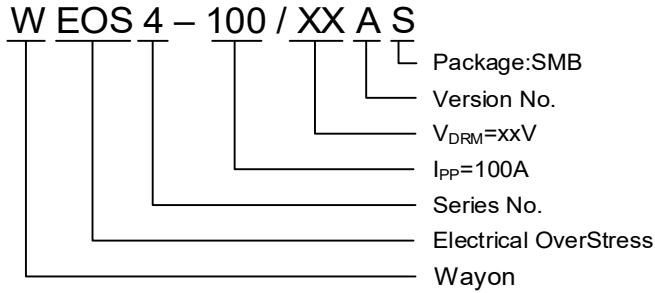 W EOS 4 – 100 / XX A S
Package:SMB
Version No.
VDRM=xxV
IPP=100A
Series No.
Electrical OverStress
Wayon